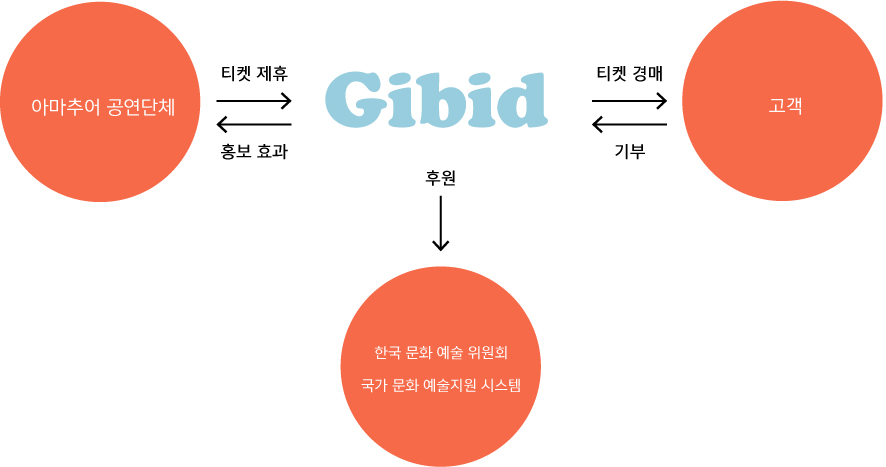 티켓 제휴
티켓 경매
아마추어 공연단체
Gibid
고객
홍보 효과
기부
후원
한국 문화 예술 위원회
국가 문화 예술지원 시스템